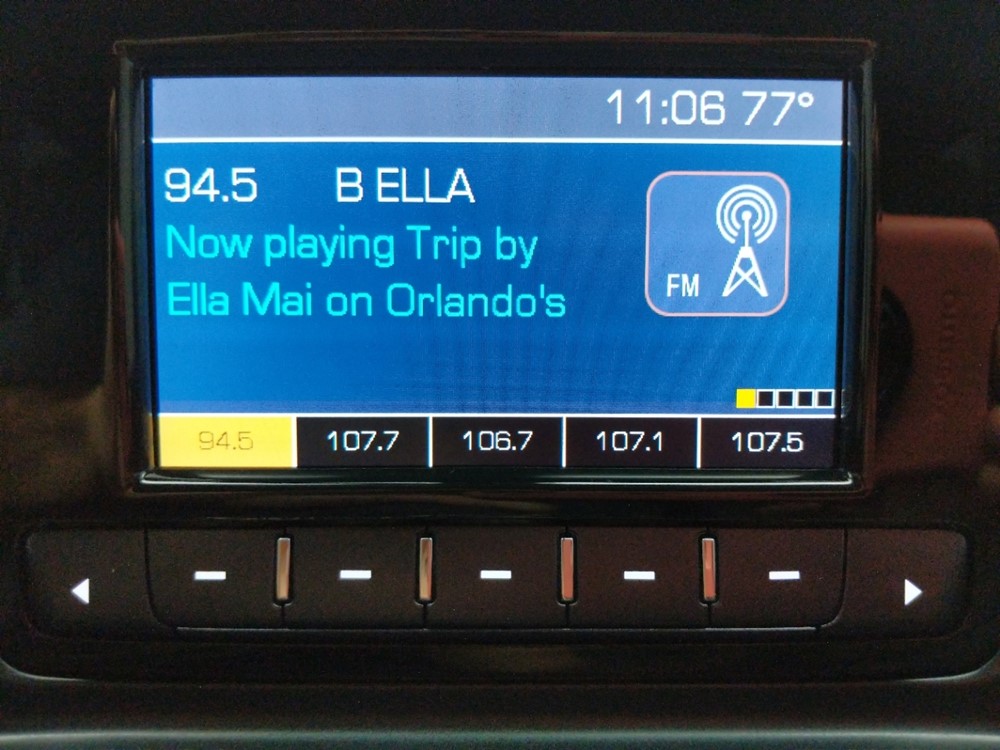 11:06 77°
94.5 B ELLA
Now playing Trip by
Ella Mai on Orlando's
FM
94.5 107.7 106.7 107.1 107.5